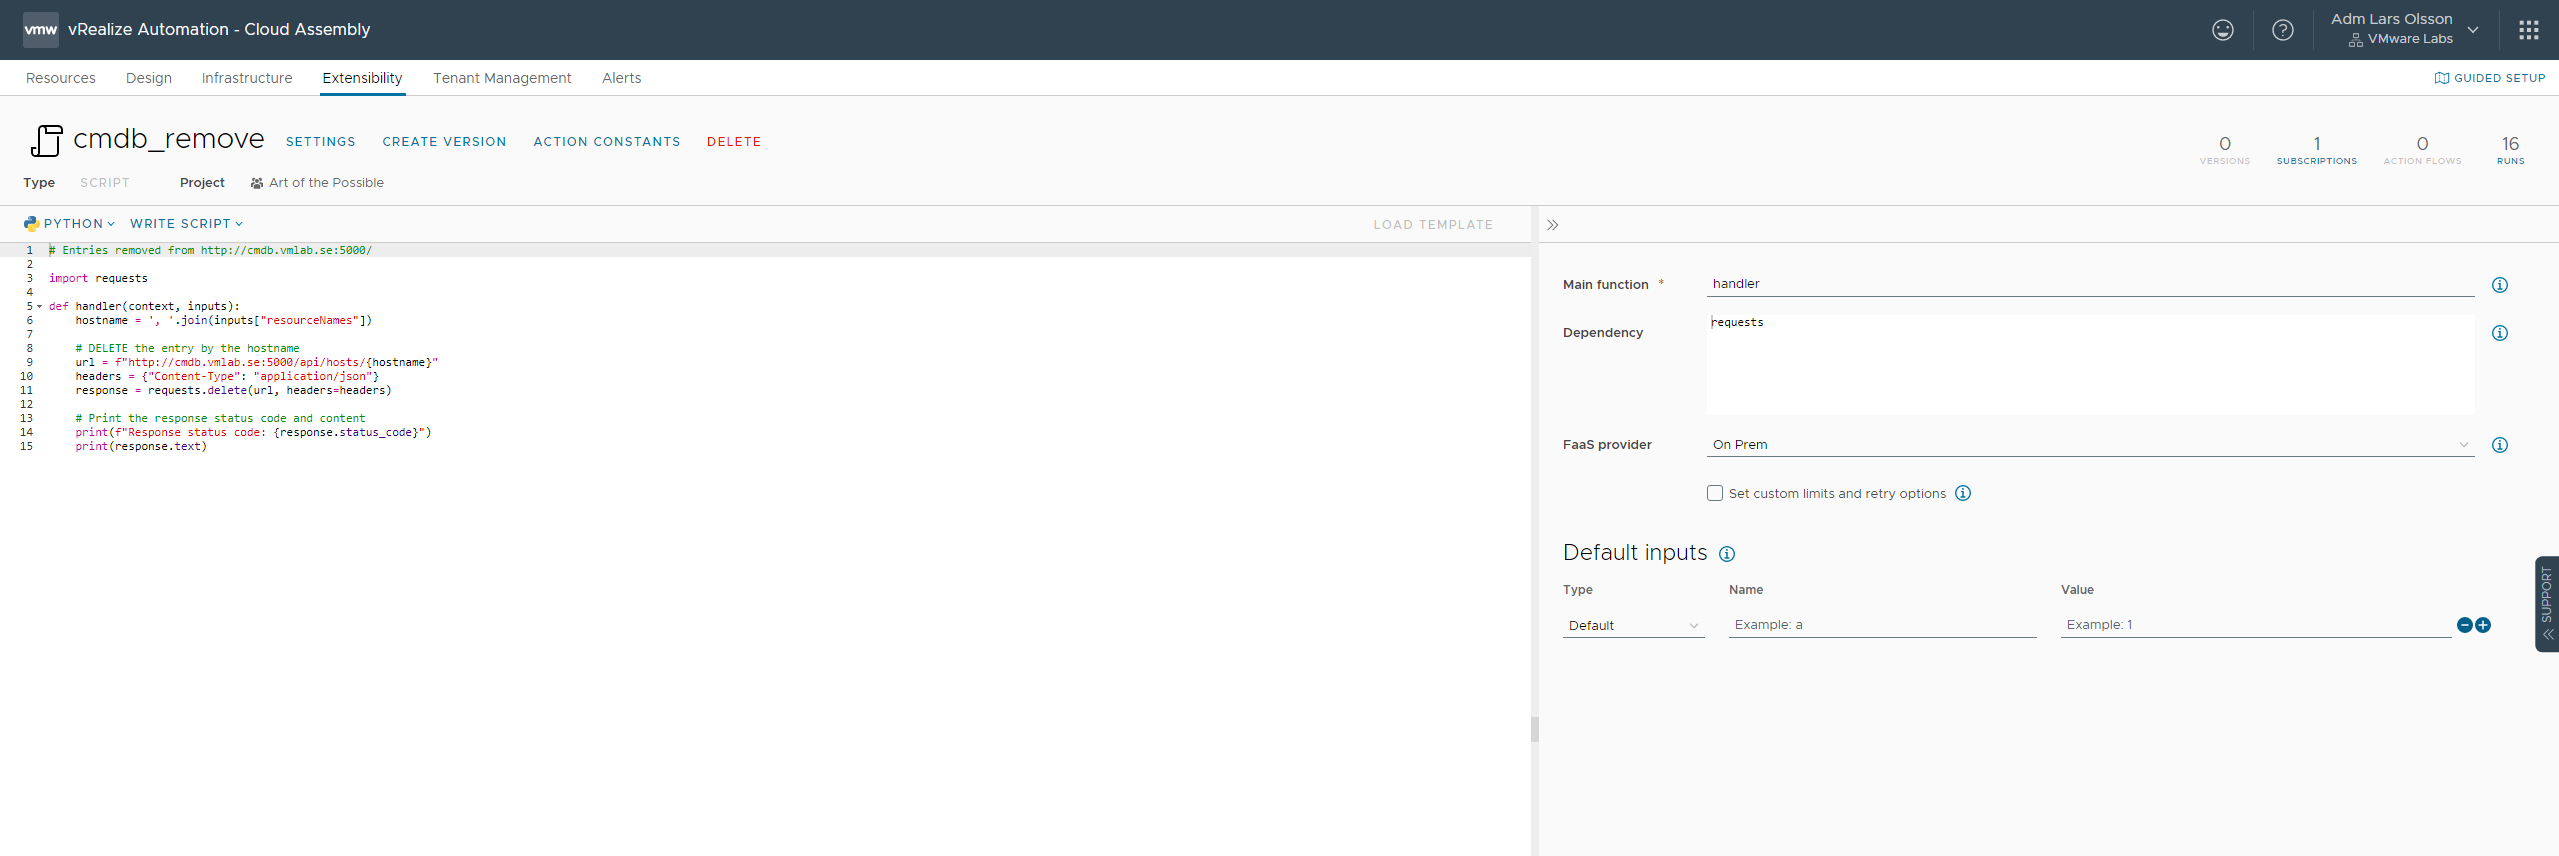 vmw vRealize Automation - Cloud Assembly
Adm Lars Olsson
VMware Labs
Resources Design Infrastructure Extensibility Tenant Management Alerts
GUIDED SETUP
cmdb_remove SETTINGS CREATE VERSION ACTION CONSTANTS DELETE
0 1 0 16
VERSIONS SUBSCRIPTIONS ACTION FLOWS RUNS
Type SCRIPT Project Art of the Possible
PYTHON WRITE SCRIPT LOAD TEMPLATE
1 # Entries removed from http://cmdb.vmlab.se:5000/
2
3 import requests
4
5 def handler(context, inputs):
6 hostname = ', '.join(inputs["resourceNames"])
7
8 # DELETE the entry by the hostname
9 url = f"http://cmdb.vmlab.se:5000/api/hosts/{hostname}"
10 headers = {"Content-Type": "application/json"}
11 response = requests.delete(url, headers=headers)
12
13 # Print the response status code and content
14 print(f"Response status code: {response.status_code}")
15 print(response.text)
Main function * handler
Dependency requests
FaaS provider On Prem
Set custom limits and retry options
Default inputs
Type Name Value
Default Example: a Example: 1
SUPPORT